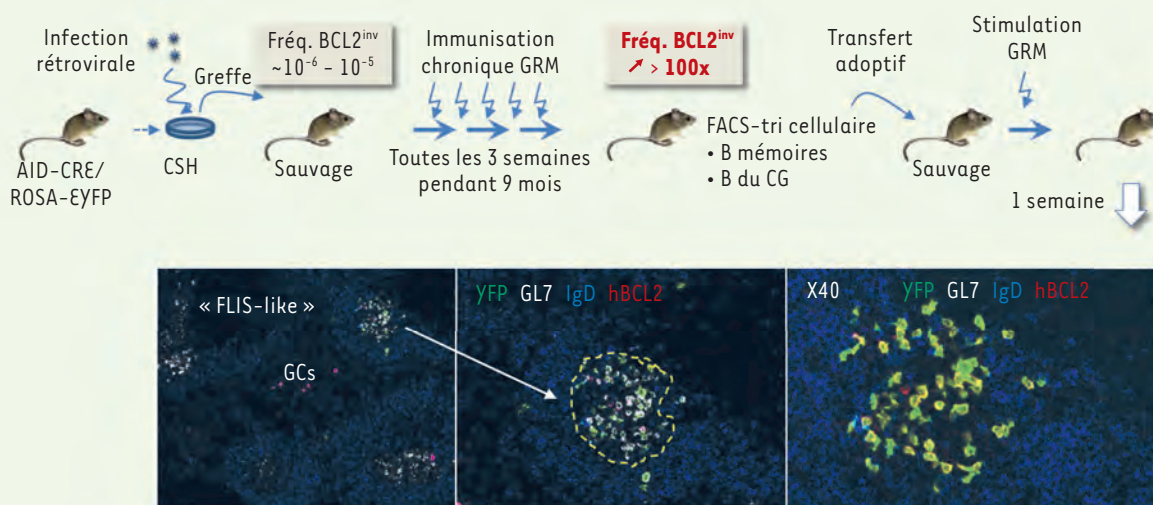 Infection
rétrovirale
AID-CRE/
ROSA-EYFP
CSH
Greffe
Fréq. BCL2inv
~10-6 – 10-5
Sauvage
Immunisation
chronique GRM
Toutes les 3 semaines
pendant 9 mois
Fréq. BCL2inv
↗ > 100x
FACS-tri cellulaire
• B mémoires
• B du CG
Transfert
adoptif
Sauvage
Stimulation
GRM
1 semaine
« FLIS-like »
GCs
YFP GL7 IgD hBCL2
X40 YFP GL7 IgD hBCL2